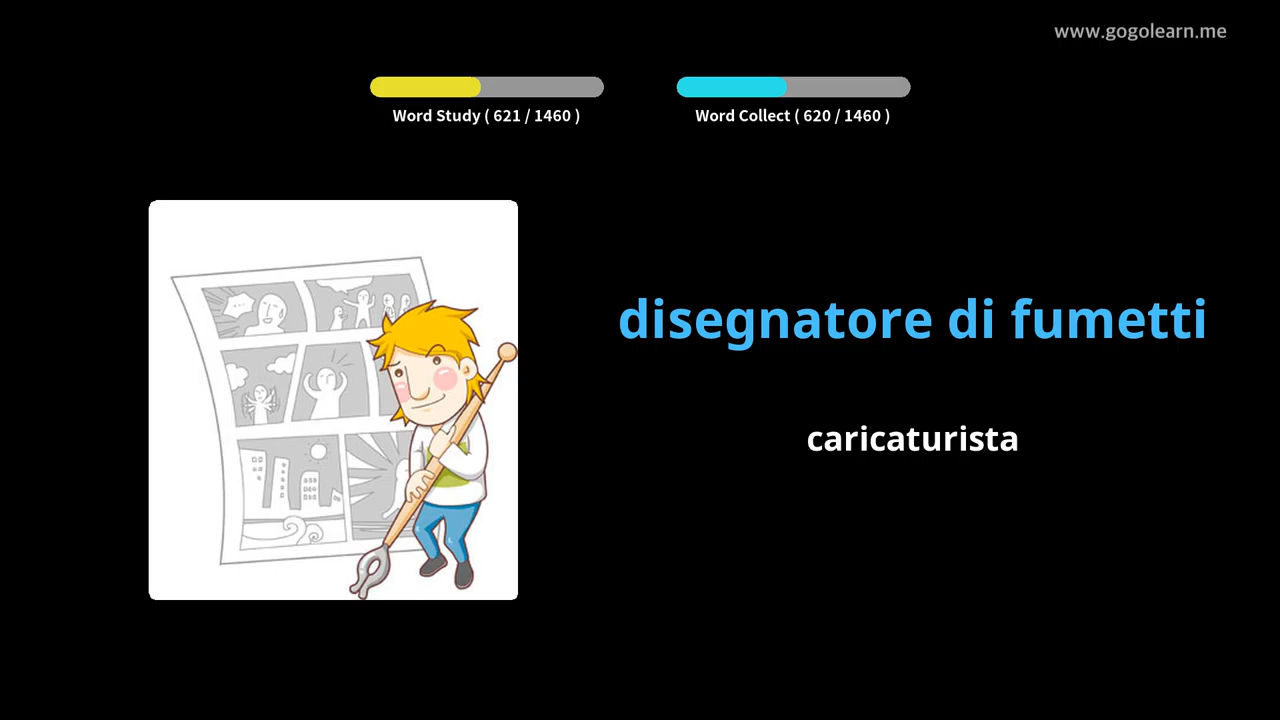 www.gogolearn.me
Word Study ( 621 / 1460 )
Word Collect ( 620 / 1460 )
disegnatore di fumetti
caricaturista